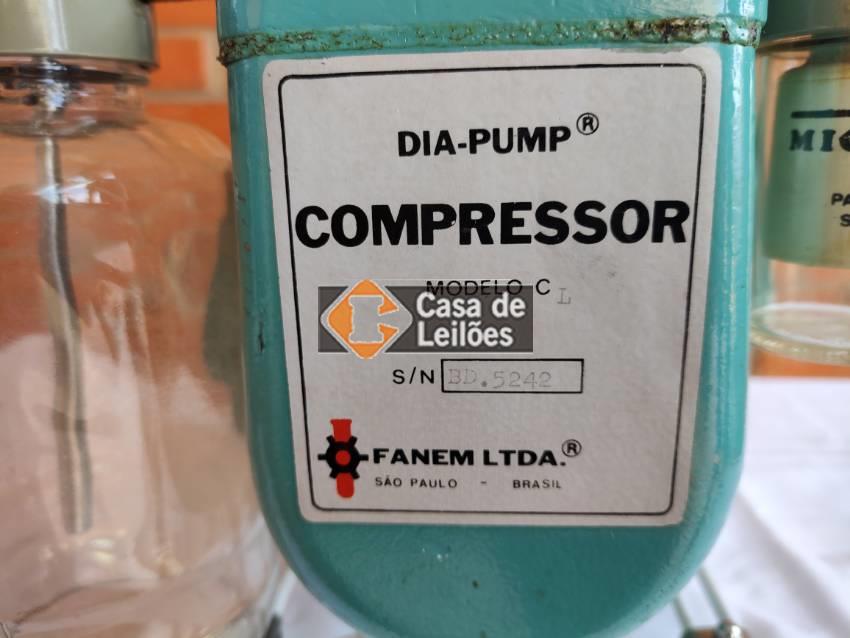 DIA-PUMP®
COMPRESSOR
MODELO C L
Casa de
Leilões
S/N BD.5242
FANEM LTDA.®
SÃO PAULO - BRASIL